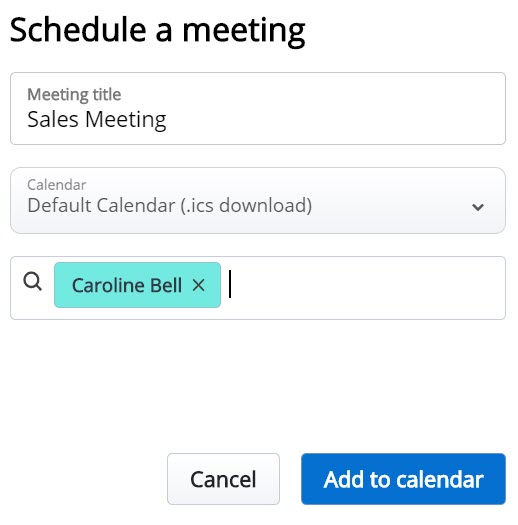 Schedule a meeting
Meeting title
Sales Meeting
Calendar
Default Calendar (.ics download)
Caroline Bell ×
Cancel
Add to calendar